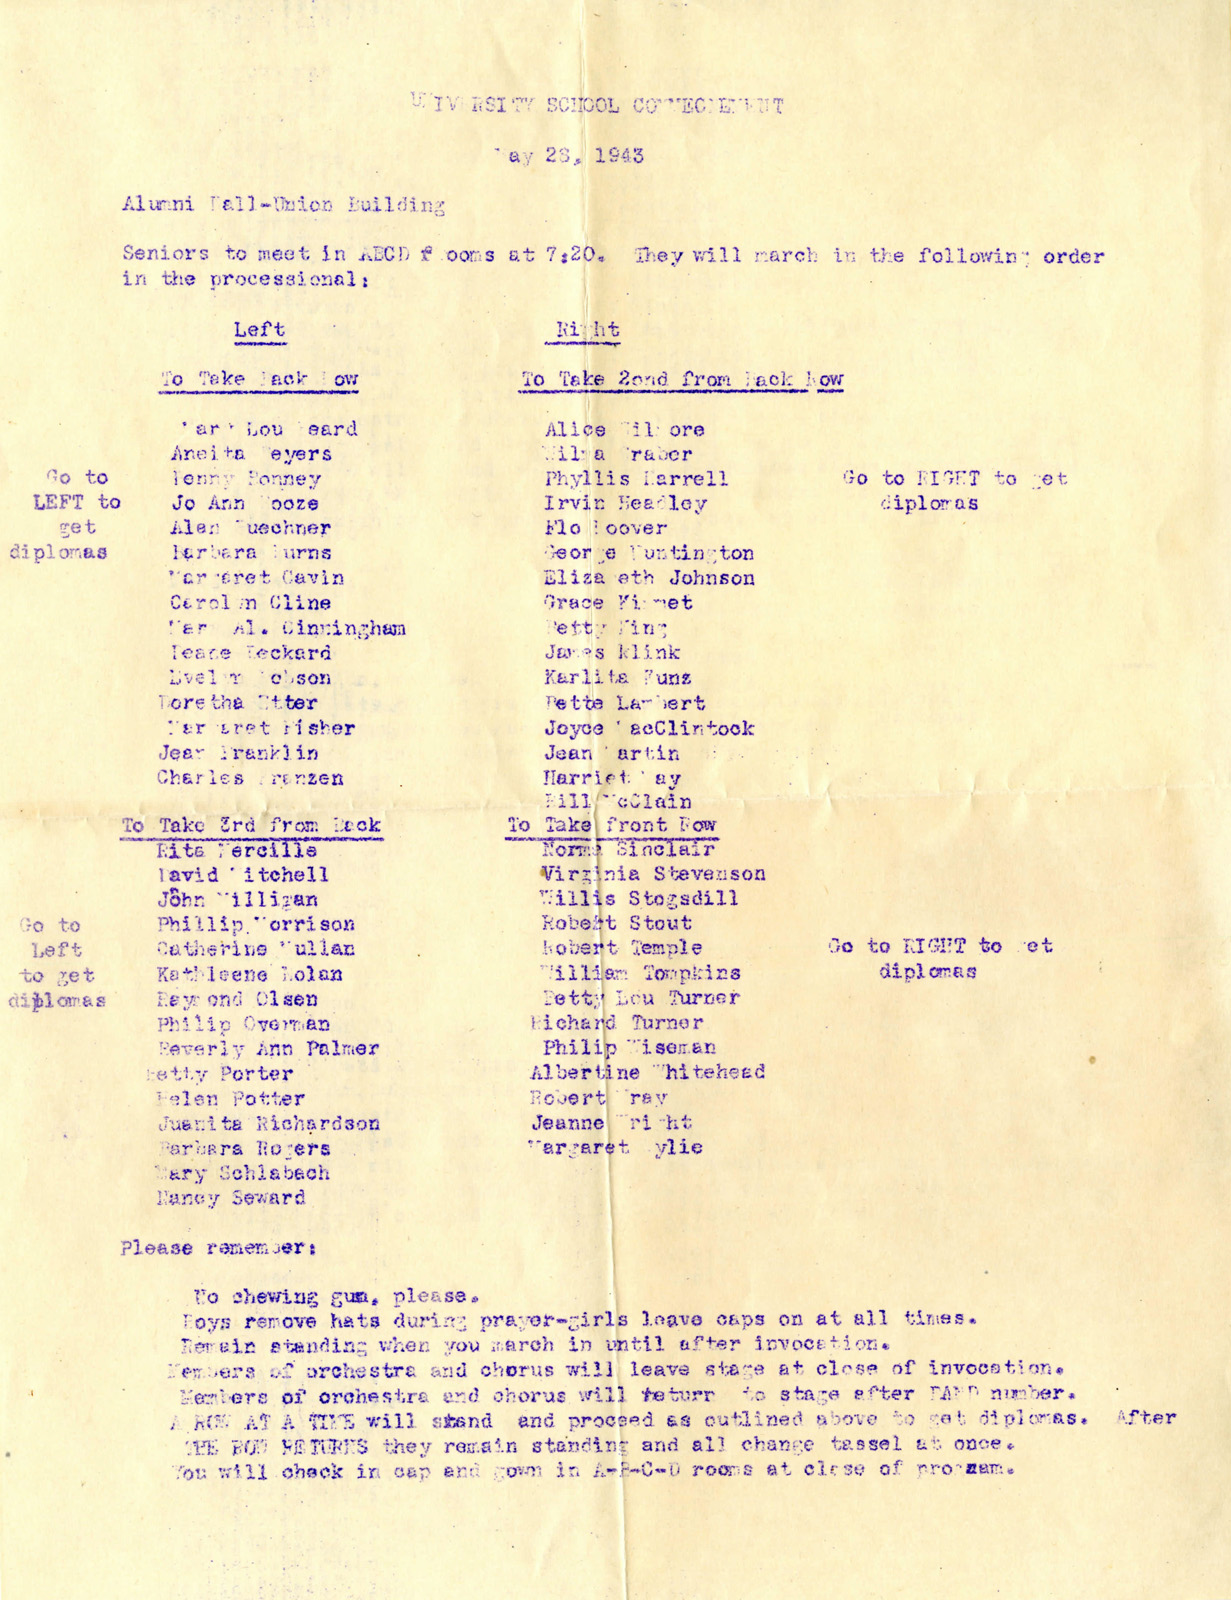 UNIVERSITY SCHOOL COMMECEMENT
May 28, 1943
Alumni Hall-Union Building
Seniors to meet in ABCD rooms at 7:20. They will march in the following order
in the processional:
Left
To Take Back Row
Mary Lou Beard
Aneita Beyers
Benny Bonney
Jo Ann Booze
Alan Buechner
Barbara Burns
Margaret Cavin
Carolyn Cline
Mary Al. Cinningham
Deane Deckard
Evelyn Dobson
Doretha Etter
Margaret Fisher
Jean Franklin
Charles Franzen
Go to
LEFT to
get
diplomas
Right
To Take 2ond from Back Row
Alice Gilmore
Wilma Graber
Phyllis Harrell
Irvin Headley
Flo Hoover
George Huntington
Elizabeth Johnson
Grace Kimmet
Betty King
James klink
Karlita Kunz
Bette Lambert
Joyce MacClintock
Jean Martin
Harriet May
Bill McClain
Go to RIGHT to get
diplomas
To Take 3rd from Back
Rita Mercille
David Mitchell
John Milligan
Phillip Morrison
Catherine Mullan
Kathleene Nolan
Raymond Olsen
Philip Overman
Beverly Ann Palmer
Betty Porter
Helen Potter
Juanita Richardson
Barbara Rogers
Mary Schlabach
Nancy Seward
Go to
Left
to get
diplomas
To Take front Row
Norma Sinclair
Virginia Stevenson
Willis Stogsdill
Robert Stout
Robert Temple
William Tompkins
Betty Lou Turner
Richard Turner
Philip Wiseman
Albertine Whitehead
Robert Wray
Jeanne Wright
Margaret Wylie
Go to RIGHT to get
diplomas
Please remember:
No chewing gum, please.
Boys remove hats during prayer-girls leave caps on at all times.
Remain standing when you march in until after invocation.
Members of orchestra and chorus will leave stage at close of invocation.
Members of orchestra and chorus will return to stage after BAND number.
A ROW AT A TIME will stand and proceed as outlined above to get diplomas. After
THE ROW RETURNS they remain standing and all change tassel at once.
You will check in cap and gown in A-B-C-D rooms at close of program.